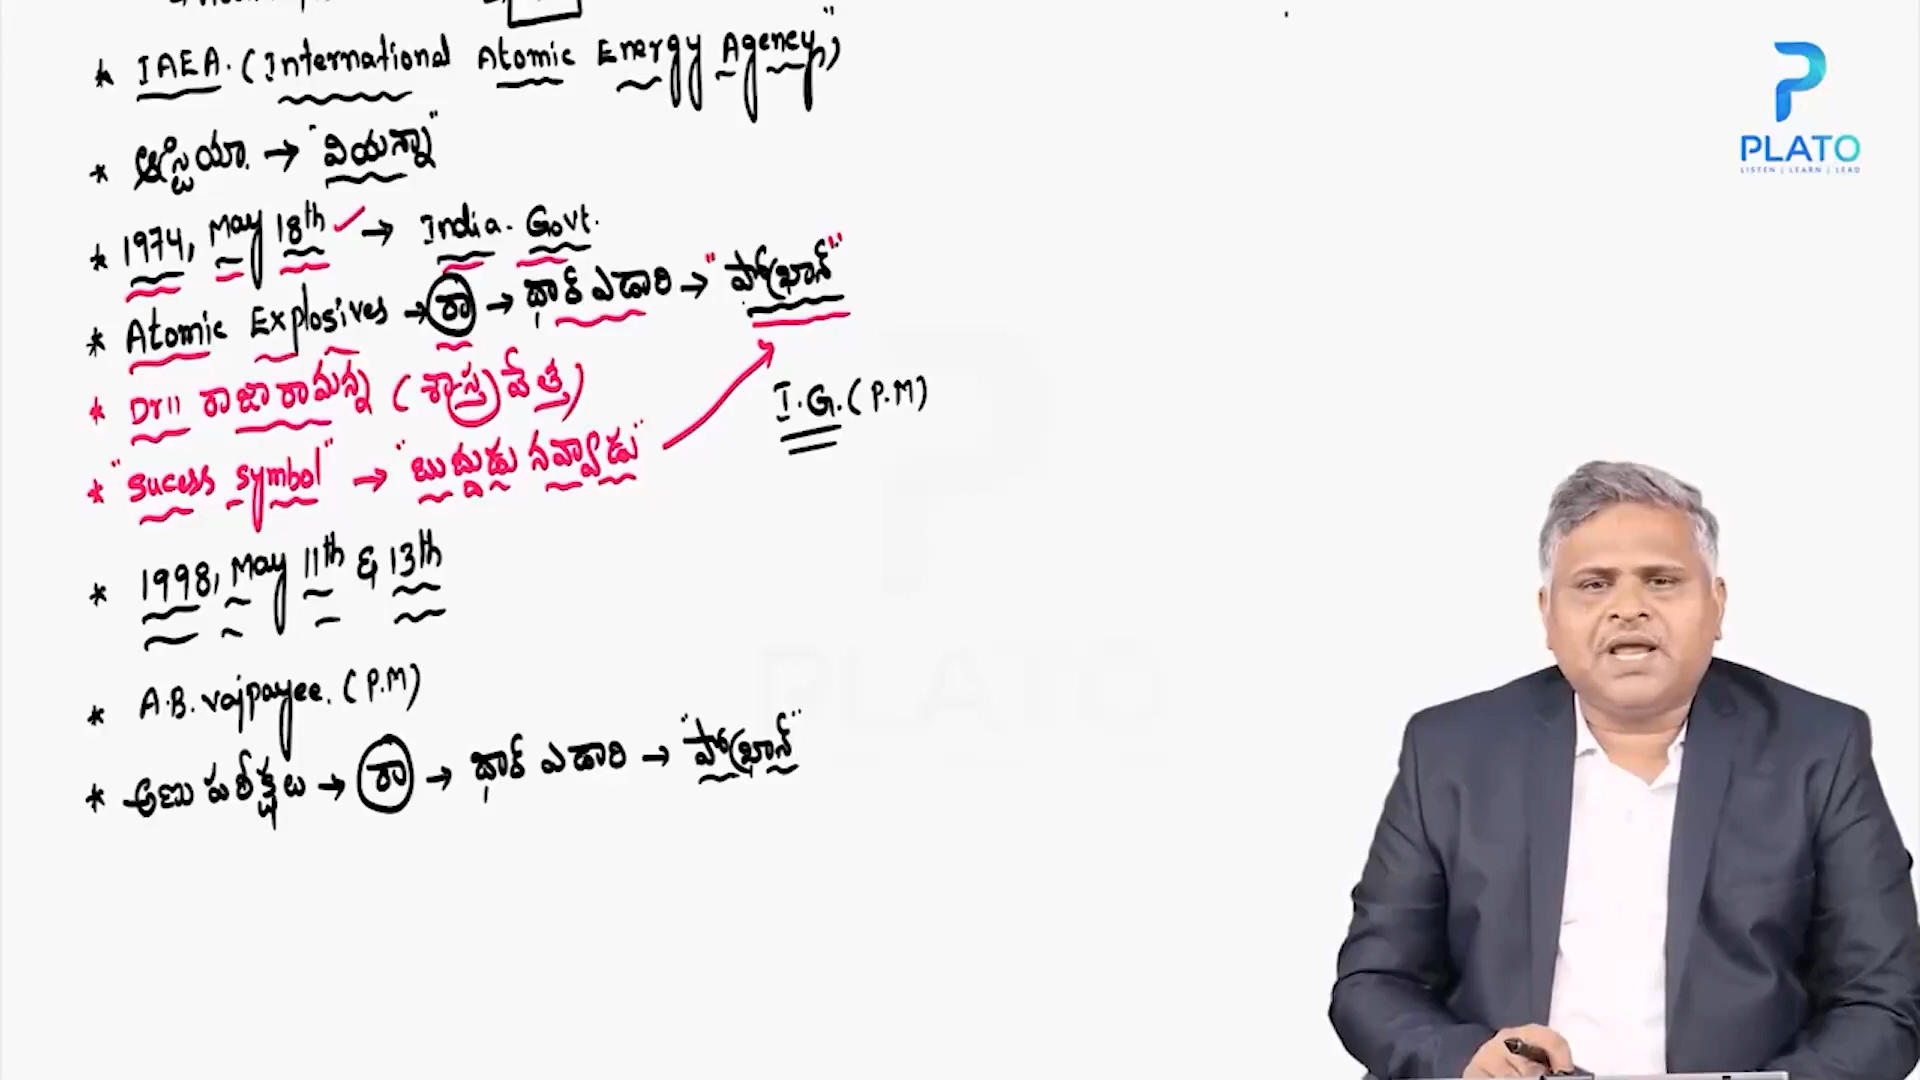 * IAEA. (International Atomic Energy Agency")
* ఆస్ట్రియా. → "వియన్నా"
* 1974, May 18th ✓ → India. Govt.
* Atomic Explosives → రా → థార్ ఎడారి → "పోఖ్రాన్"
* Dr॥ రాజా రామన్న (శాస్త్రవేత్త)
I.G. (P.M)
* "Sucess symbol" → "బుద్ధుడు నవ్వాడు"
* 1998, May 11th & 13th
* A.B. Vajpayee. (P.M)
* అణు పరీక్షలు → రా → థార్ ఎడారి → "పోఖ్రాన్"
PLATO
LISTEN | LEARN | LEAD
PLATO